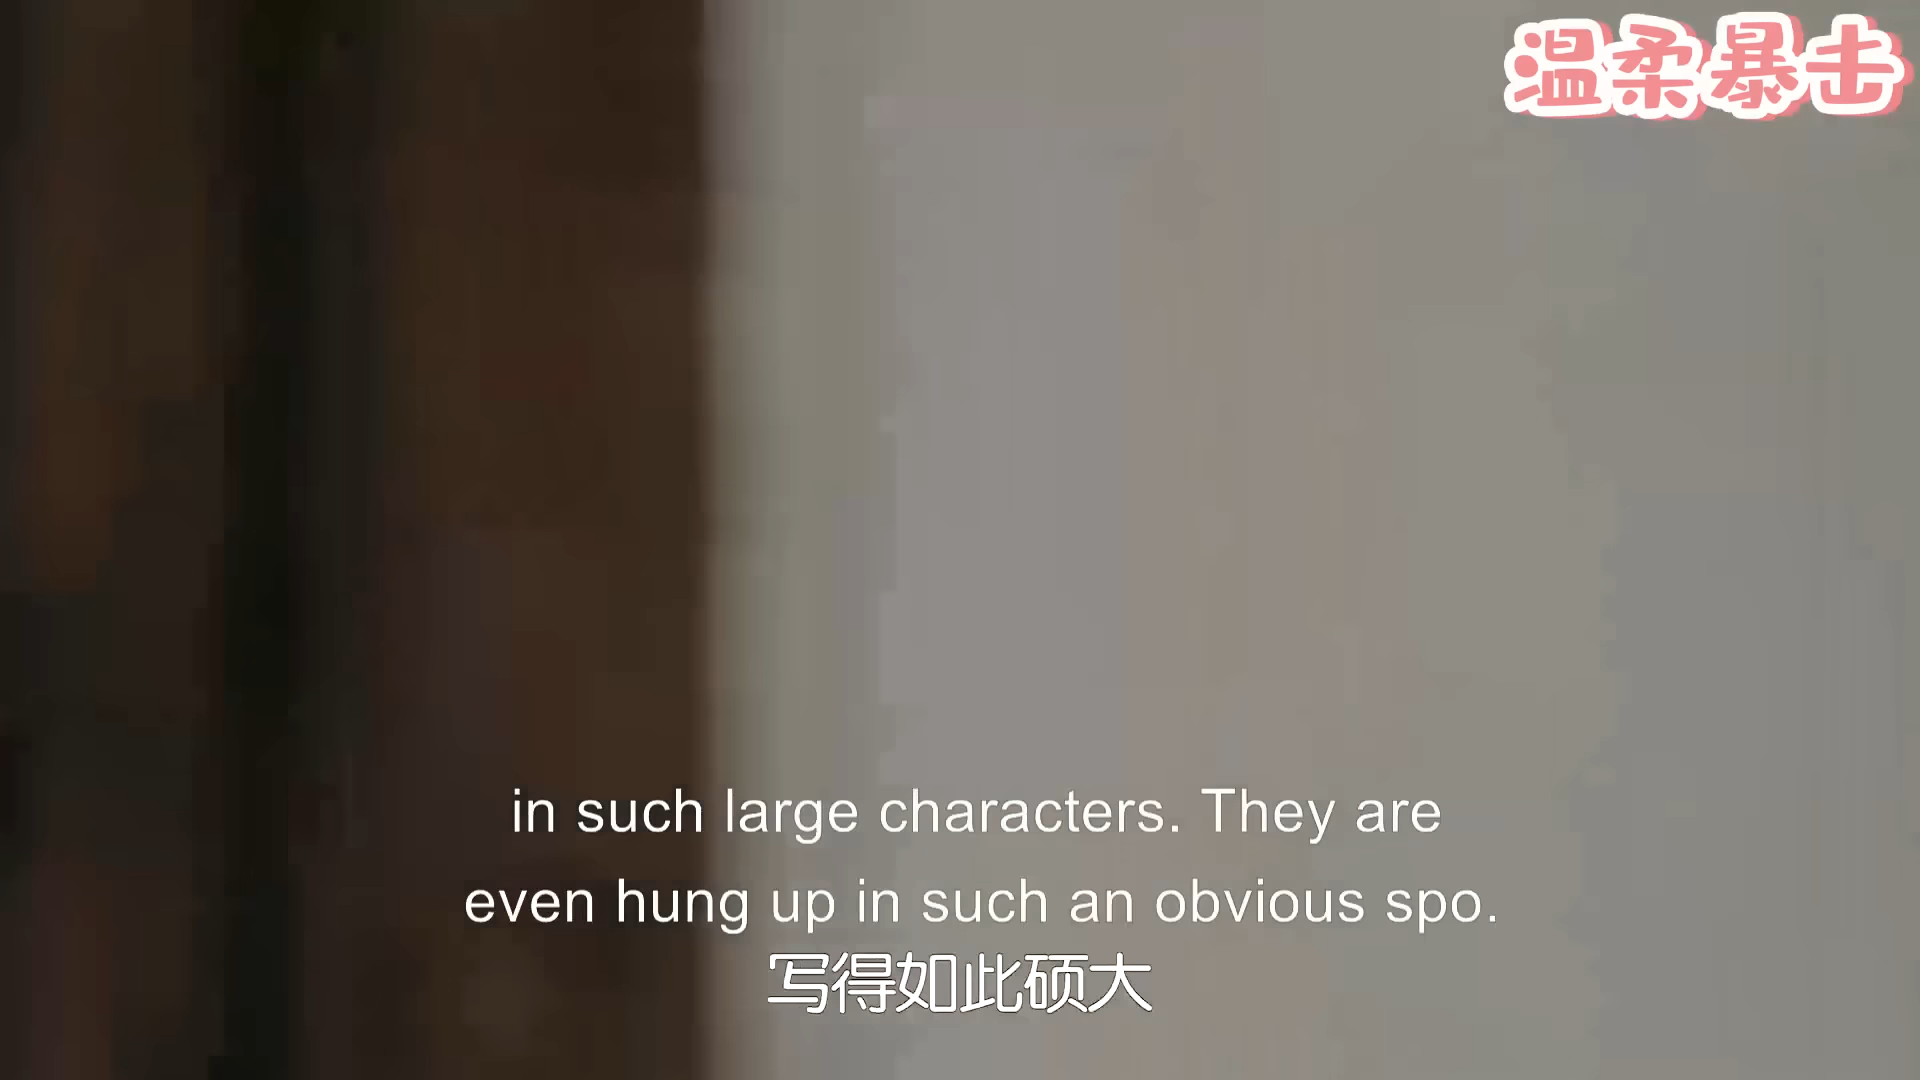 温柔暴击
in such large characters. They are
even hung up in such an obvious spo.
写得如此硕大